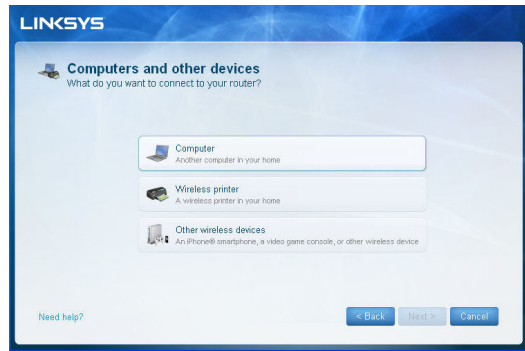 LINKSYS
Computers and other devices
What do you want to connect to your router?
Computer
Another computer in your home
Wireless printer
A wireless printer in your home
Other wireless devices
An iPhone® smartphone, a video game console, or other wireless device
Need help?
< Back
Next >
Cancel